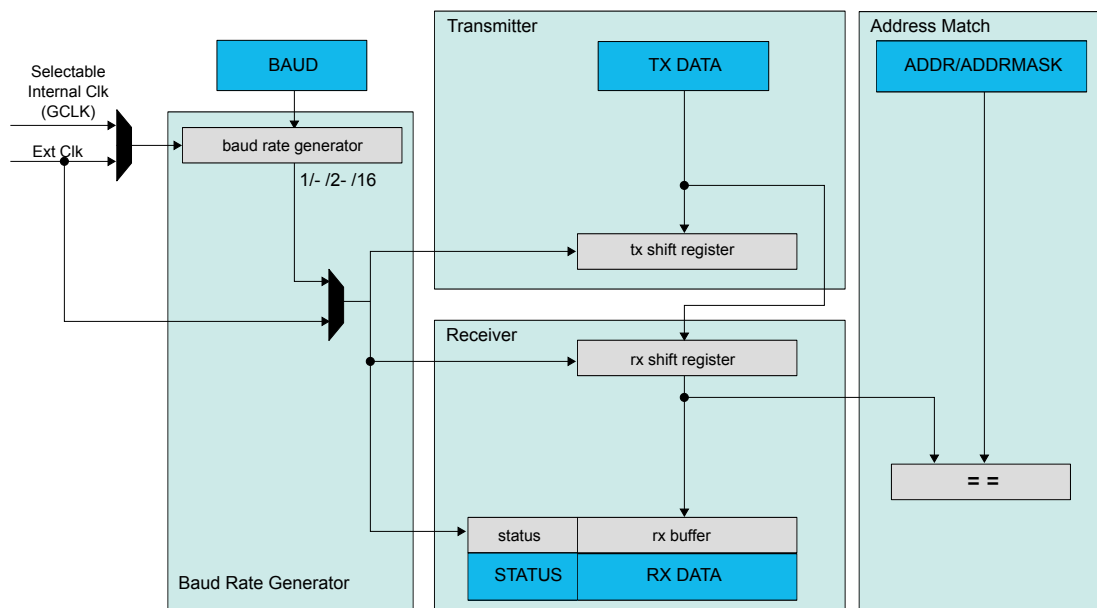 Transmitter
Address Match
BAUD
TX DATA
ADDR/ADDRMASK
Selectable
Internal Clk
(GCLK)
Ext Clk
baud rate generator
1/- /2- /16
tx shift register
Receiver
rx shift register
= =
status
rx buffer
STATUS
RX DATA
Baud Rate Generator